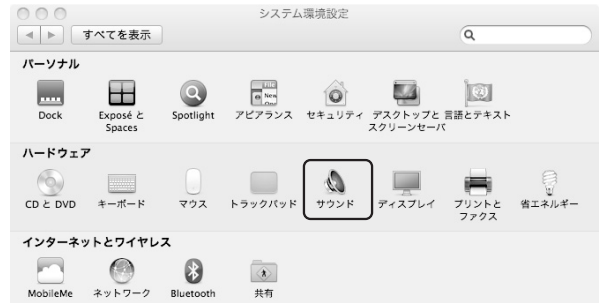 システム環境設定
すべてを表示
パーソナル
Dock
Exposé と
Spaces
Spotlight
アピアランス
セキュリティ
デスクトップと
スクリーンセーバ
言語とテキスト
ハードウェア
CD と DVD
キーボード
マウス
トラックパッド
サウンド
ディスプレイ
プリントと
ファクス
省エネルギー
インターネットとワイヤレス
MobileMe
ネットワーク
Bluetooth
共有